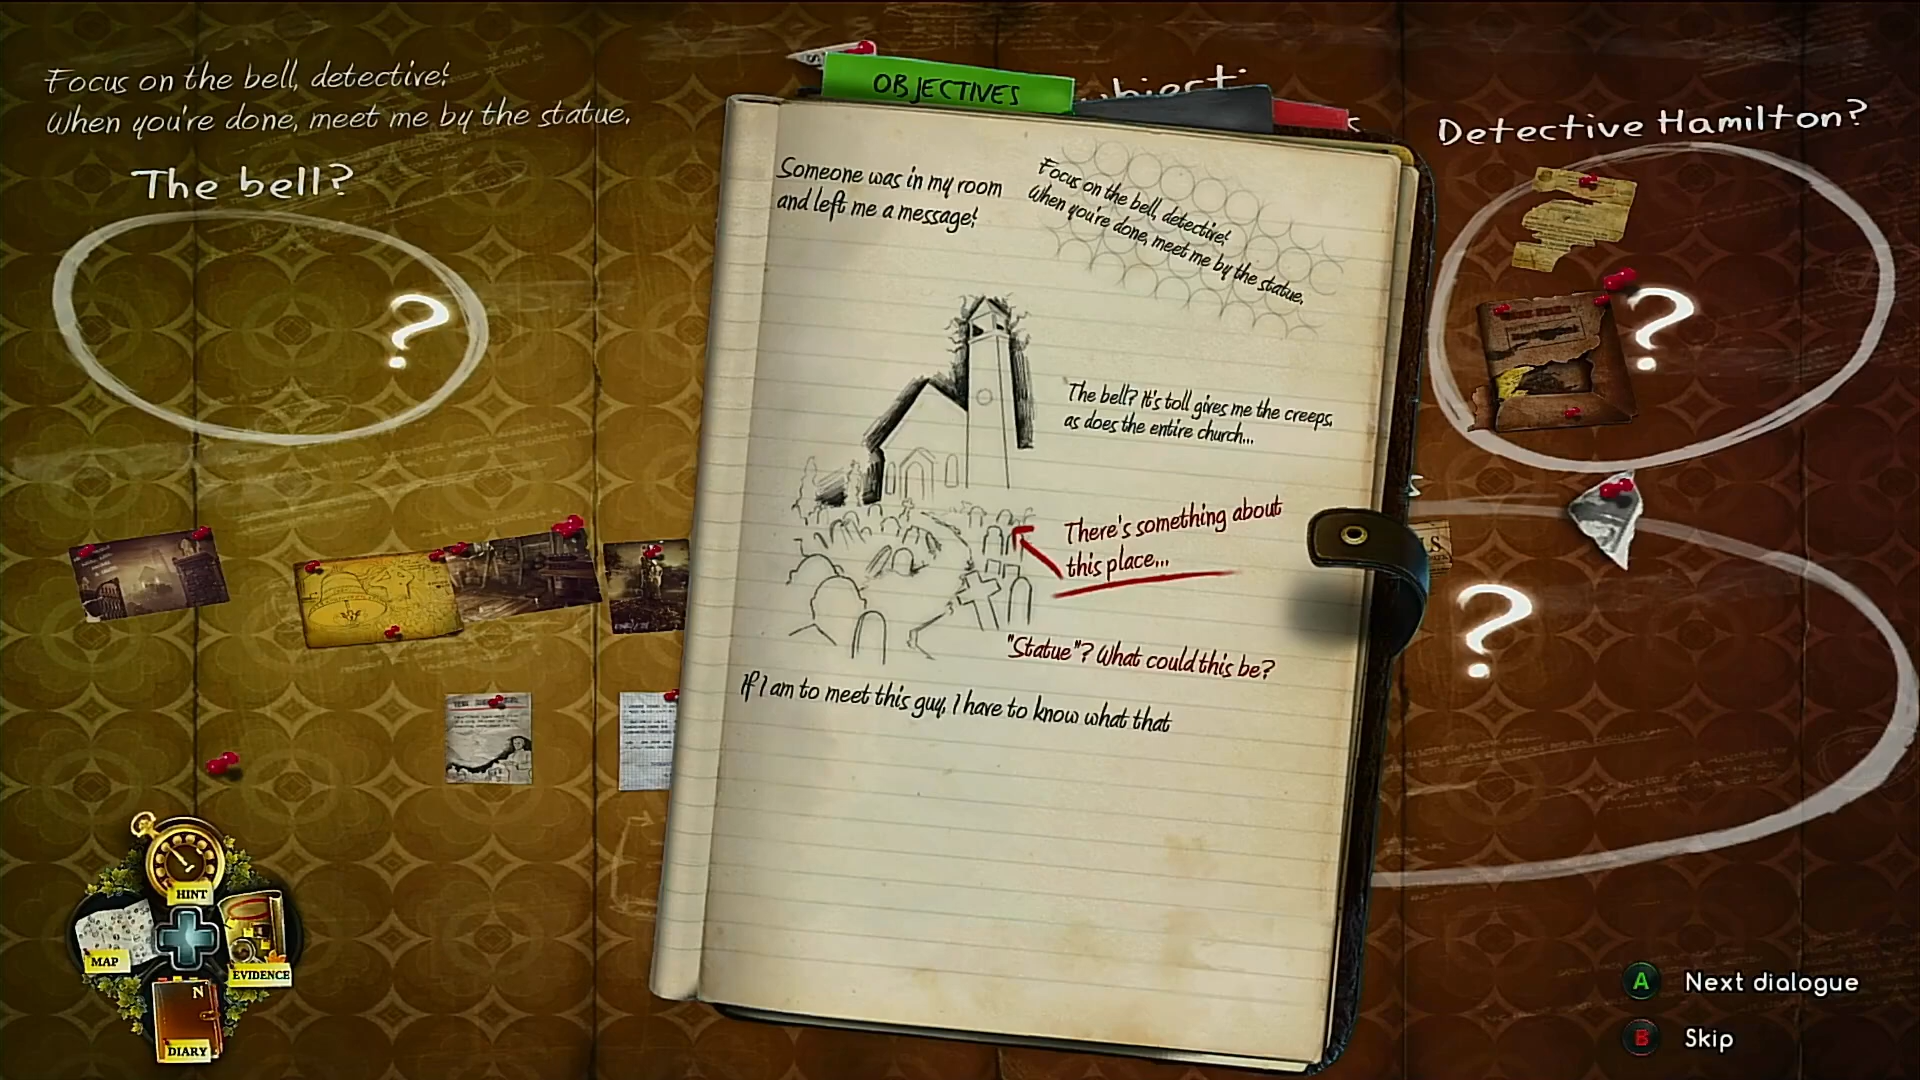 Focus on the bell, detective!
When you're done, meet me by the statue.
The bell?
OBJECTIVES
Detective Hamilton?
Someone was in my room
and left me a message!
Focus on the bell, detective!
When you're done, meet me by the statue.
The bell? It's toll gives me the creeps,
as does the entire church...
There's something about
this place...
"Statue"? What could this be?
If I am to meet this guy, I have to know what that
HINT
MAP
EVIDENCE
N
DIARY
A Next dialogue
B Skip